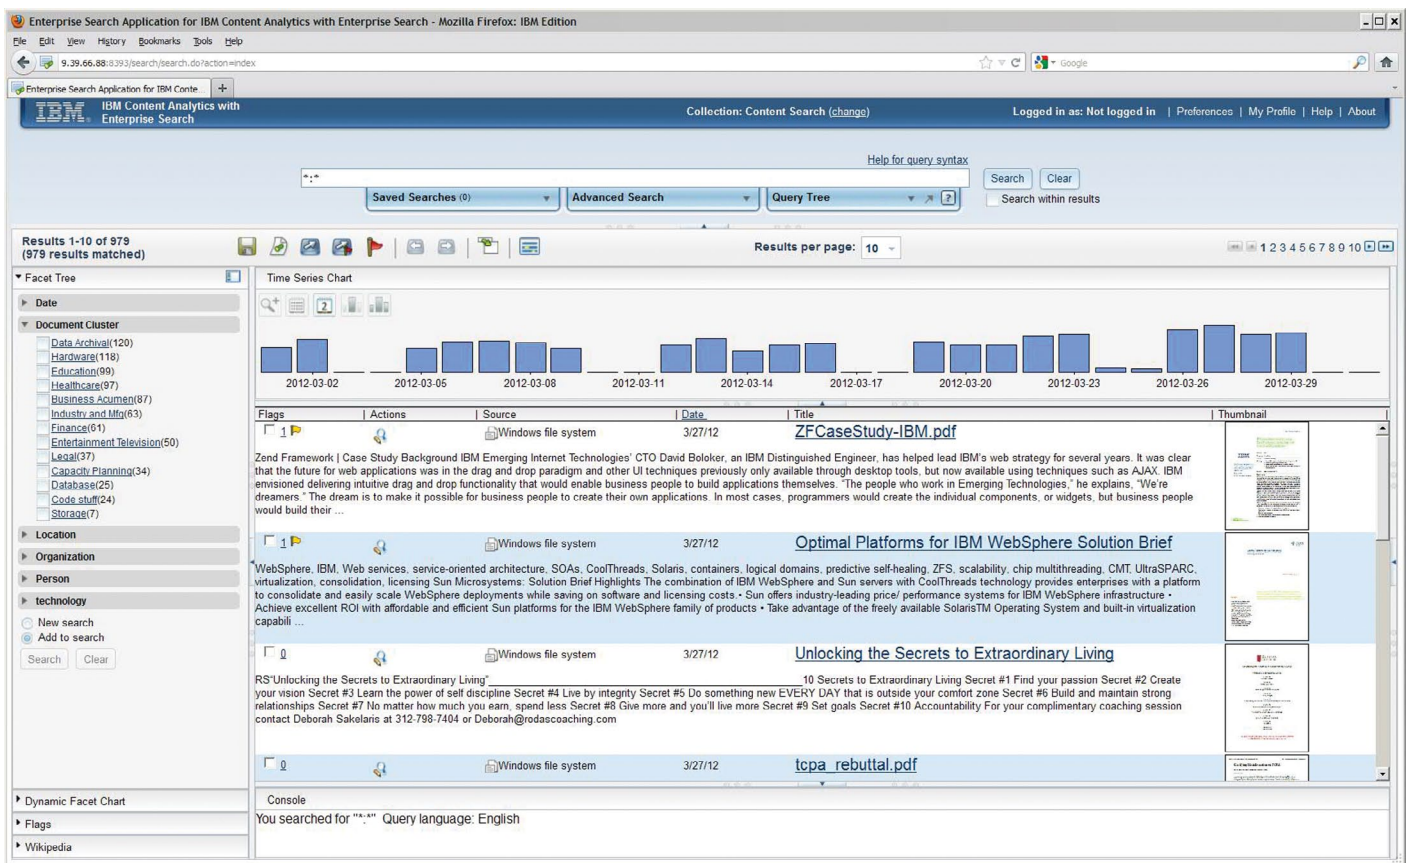 Enterprise Search Application for IBM Content Analytics with Enterprise Search - Mozilla Firefox: IBM Edition
File Edit View History Bookmarks Tools Help
9.39.66.88:8393/search/search.do?action=index
Google
Enterprise Search Application for IBM Conte...
IBM
IBM Content Analytics with
Enterprise Search
Collection: Content Search (change)
Logged in as: Not logged in | Preferences | My Profile | Help | About
Help for query syntax
*:*
Search Clear
Saved Searches (0) Advanced Search Query Tree ?
Search within results
Results 1-10 of 979
(979 results matched)
Results per page: 10
1 2 3 4 5 6 7 8 9 10
Facet Tree
Time Series Chart
Date
2
Document Cluster
Data Archival(120)
Hardware(118)
Education(99)
Healthcare(97)
Business Acumen(87)
Industry and Mfg(63)
Finance(61)
Entertainment Television(50)
Legal(37)
Capacity Planning(34)
Database(25)
Code stuff(24)
Storage(7)
Location
Organization
Person
technology
New search
Add to search
Search Clear
Dynamic Facet Chart
Flags
Wikipedia
2012-03-02 2012-03-05 2012-03-08 2012-03-11 2012-03-14 2012-03-17 2012-03-20 2012-03-23 2012-03-26 2012-03-29
Flags | Actions | Source | Date | Title | Thumbnail |
1 Windows file system 3/27/12 ZFCaseStudy-IBM.pdf
Zend Framework | Case Study Background IBM Emerging Internet Technologies' CTO David Boloker, an IBM Distinguished Engineer, has helped lead IBM's web strategy for several years. It was clear
that the future for web applications was in the drag and drop paradigm and other UI techniques previously only available through desktop tools, but now available using techniques such as AJAX. IBM
envisioned delivering intuitive drag and drop functionality that would enable business people to build applications themselves. "The people who work in Emerging Technologies," he explains, "We're
dreamers." The dream is to make it possible for business people to create their own applications. In most cases, programmers would create the individual components, or widgets, but business people
would build their ...
1 Windows file system 3/27/12 Optimal Platforms for IBM WebSphere Solution Brief
WebSphere, IBM, Web services, service-oriented architecture, SOAs, CoolThreads, Solaris, containers, logical domains, predictive self-healing, ZFS, scalability, chip multithreading, CMT, UltraSPARC,
virtualization, consolidation, licensing Sun Microsystems: Solution Brief Highlights The combination of IBM WebSphere and Sun servers with CoolThreads technology provides enterprises with a platform
to consolidate and easily scale WebSphere deployments while saving on software and licensing costs.• Sun offers industry-leading price/ performance systems for IBM WebSphere infrastructure •
Achieve excellent ROI with affordable and efficient Sun platforms for the IBM WebSphere family of products • Take advantage of the freely available SolarisTM Operating System and built-in virtualization
capabili ...
0 Windows file system 3/27/12 Unlocking the Secrets to Extraordinary Living
RS"Unlocking the Secrets to Extraordinary Living"_______________10 Secrets to Extraordinary Living Secret #1 Find your passion Secret #2 Create
your vision Secret #3 Learn the power of self discipline Secret #4 Live by integrity Secret #5 Do something new EVERY DAY that is outside your comfort zone Secret #6 Build and maintain strong
relationships Secret #7 No matter how much you earn, spend less Secret #8 Give more and you'll live more Secret #9 Set goals Secret #10 Accountability For your complimentary coaching session
contact Deborah Sakelaris at 312-798-7404 or Deborah@rodascoaching.com
0 Windows file system 3/27/12 tcpa_rebuttal.pdf
Console
You searched for "*:*" Query language: English